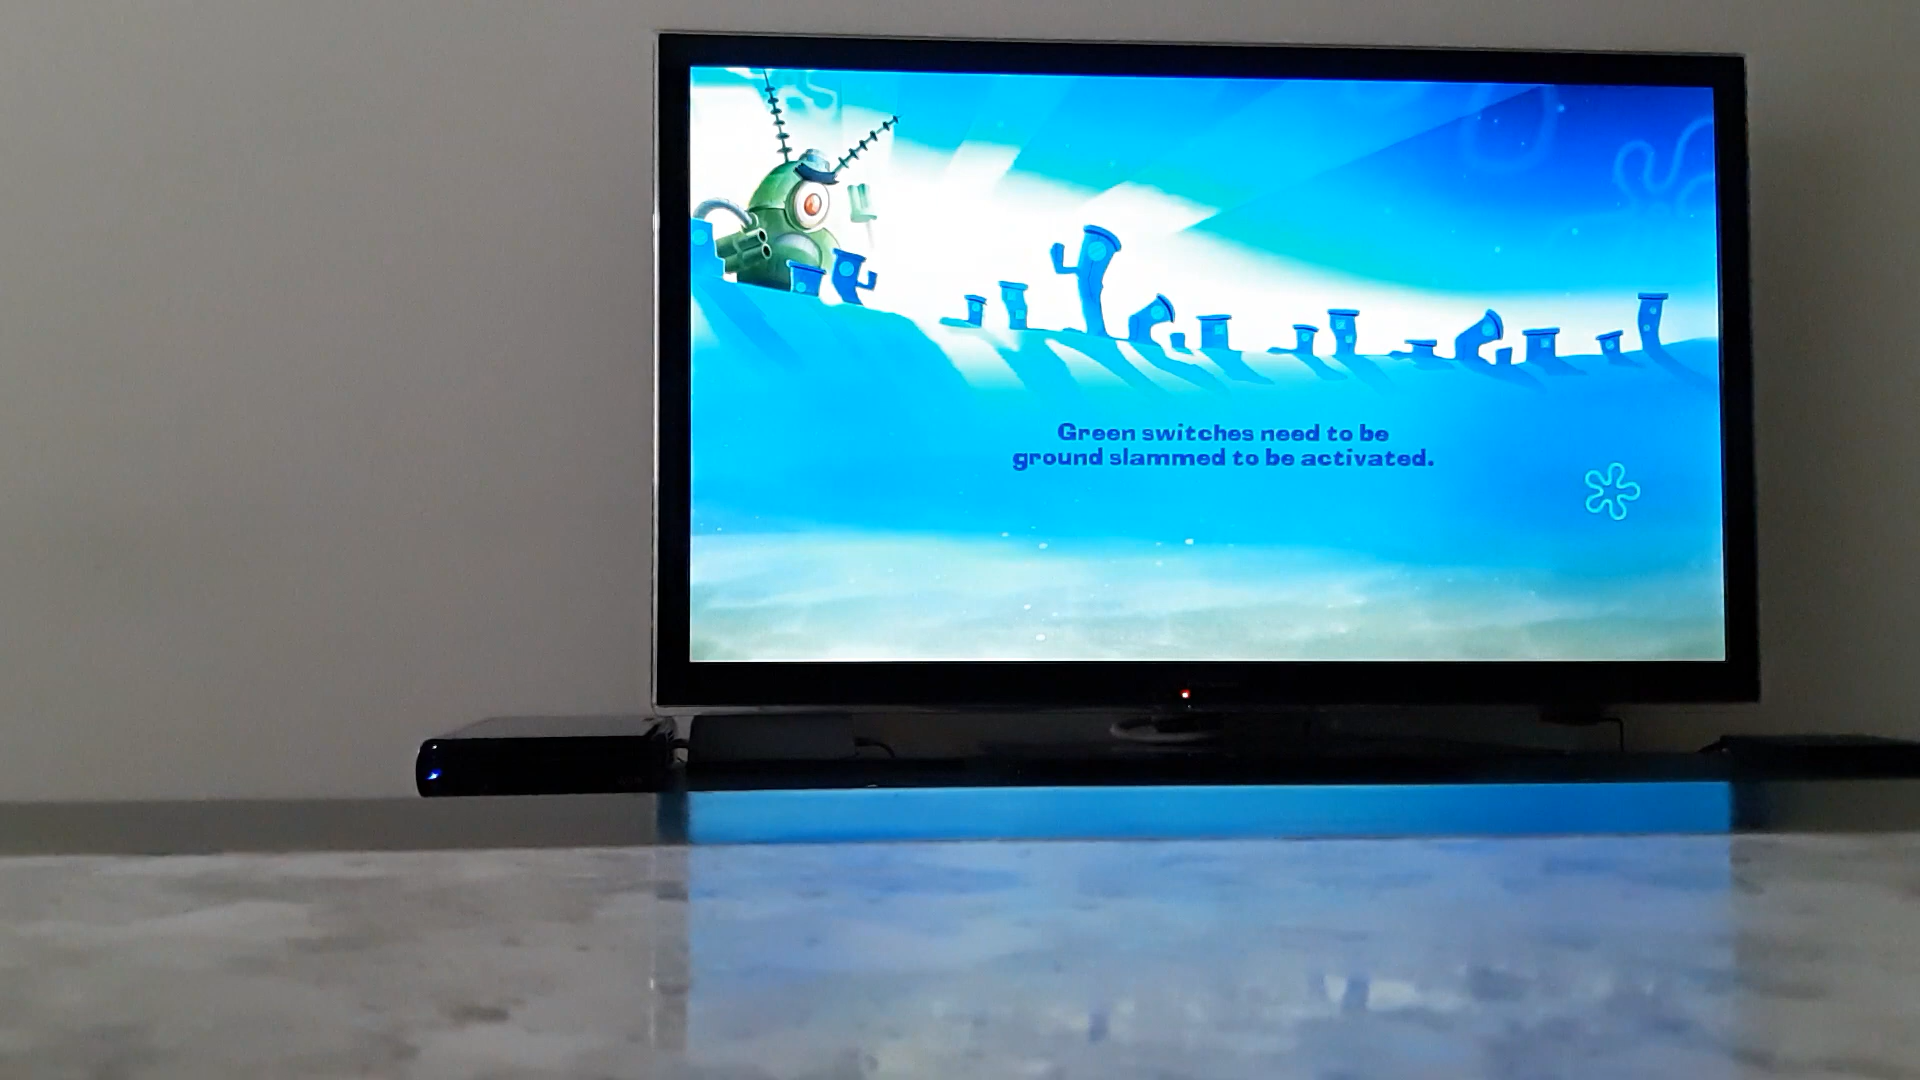 Green switches need to be
ground slammed to be activated.